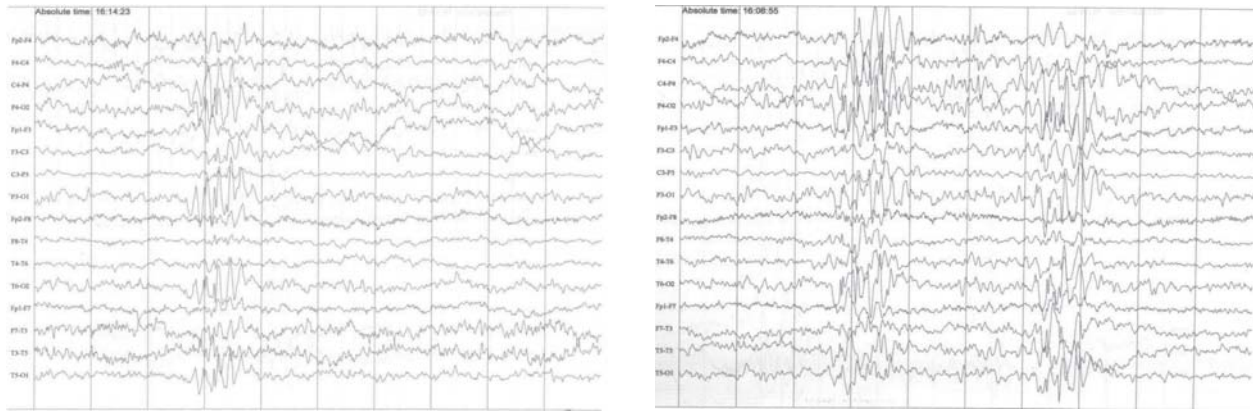 Absolute time: 16:14:23
Fp2-F4
F4-C4
C4-P4
P4-O2
Fp1-F3
F3-C3
C3-P3
P3-O1
Fp2-F8
F8-T4
T4-T6
T6-O2
Fp1-F7
F7-T3
T3-T5
T5-O1
Absolute time: 16:08:55
Fp2-F4
F4-C4
C4-P4
P4-O2
Fp1-F3
F3-C3
C3-P3
P3-O1
Fp2-F8
F8-T4
T4-T6
T6-O2
Fp1-F7
F7-T3
T3-T5
T5-O1